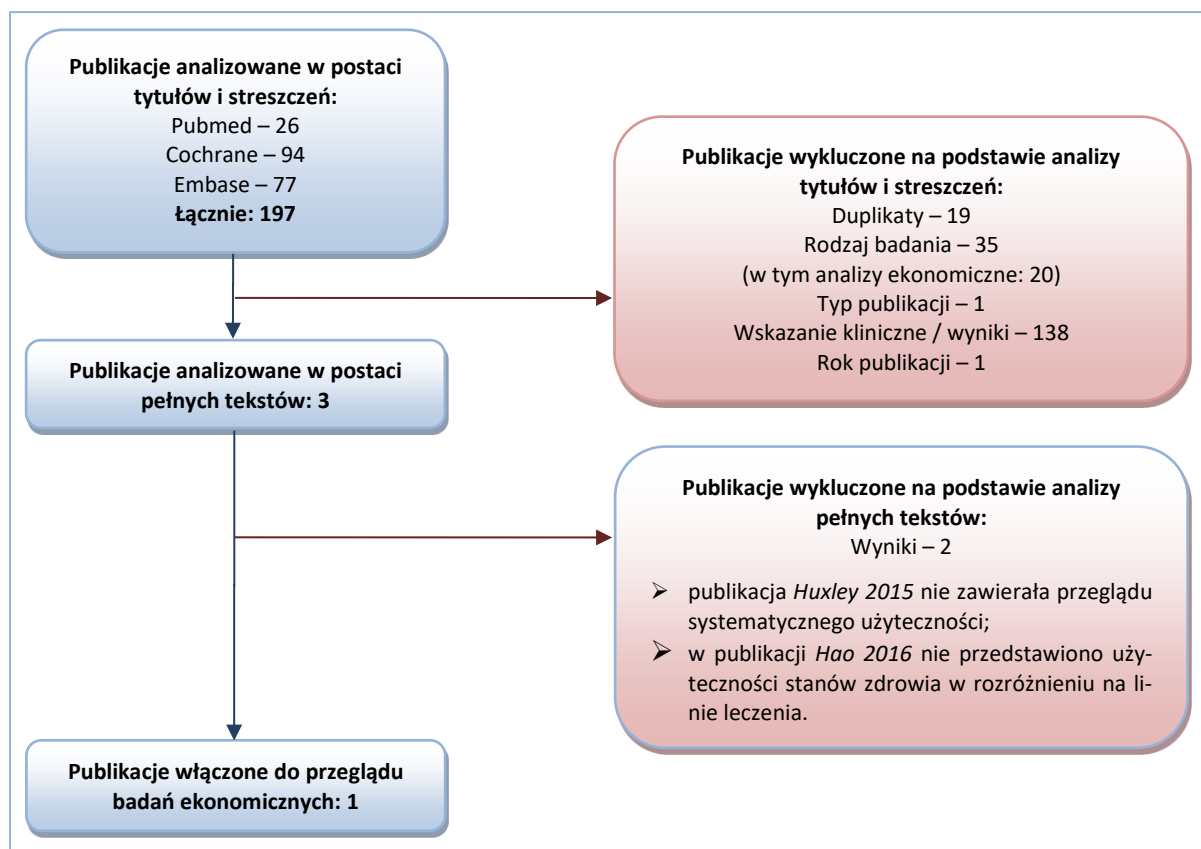 Publikacje analizowane w postaci
tytułów i streszczeń:
Pubmed – 26
Cochrane – 94
Embase – 77
Łącznie: 197
Publikacje wykluczone na podstawie analizy
tytułów i streszczeń:
Duplikaty – 19
Rodzaj badania – 35
(w tym analizy ekonomiczne: 20)
Typ publikacji – 1
Wskazanie kliniczne / wyniki – 138
Rok publikacji – 1
Publikacje analizowane w postaci
pełnych tekstów: 3
Publikacje wykluczone na podstawie analizy
pełnych tekstów:
Wyniki – 2
➢ publikacja Huxley 2015 nie zawierała przeglądu
systematycznego użyteczności;
➢ w publikacji Hao 2016 nie przedstawiono uży-
teczności stanów zdrowia w rozróżnieniu na li-
nie leczenia.
Publikacje włączone do przeglądu
badań ekonomicznych: 1